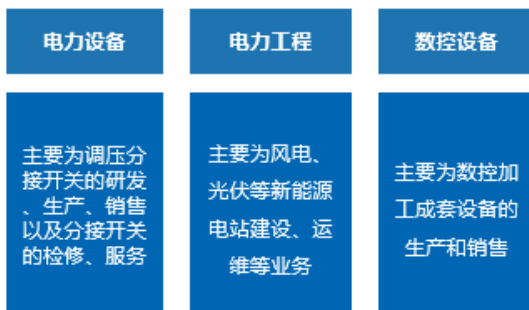 电力设备
电力工程
数控设备
主要为调压分
接开关的研发
、生产、销售
以及分接开关
的检修、服务
主要为风电、
光伏等新能源
电站建设、运
维等业务
主要为数控加
工成套设备的
生产和销售